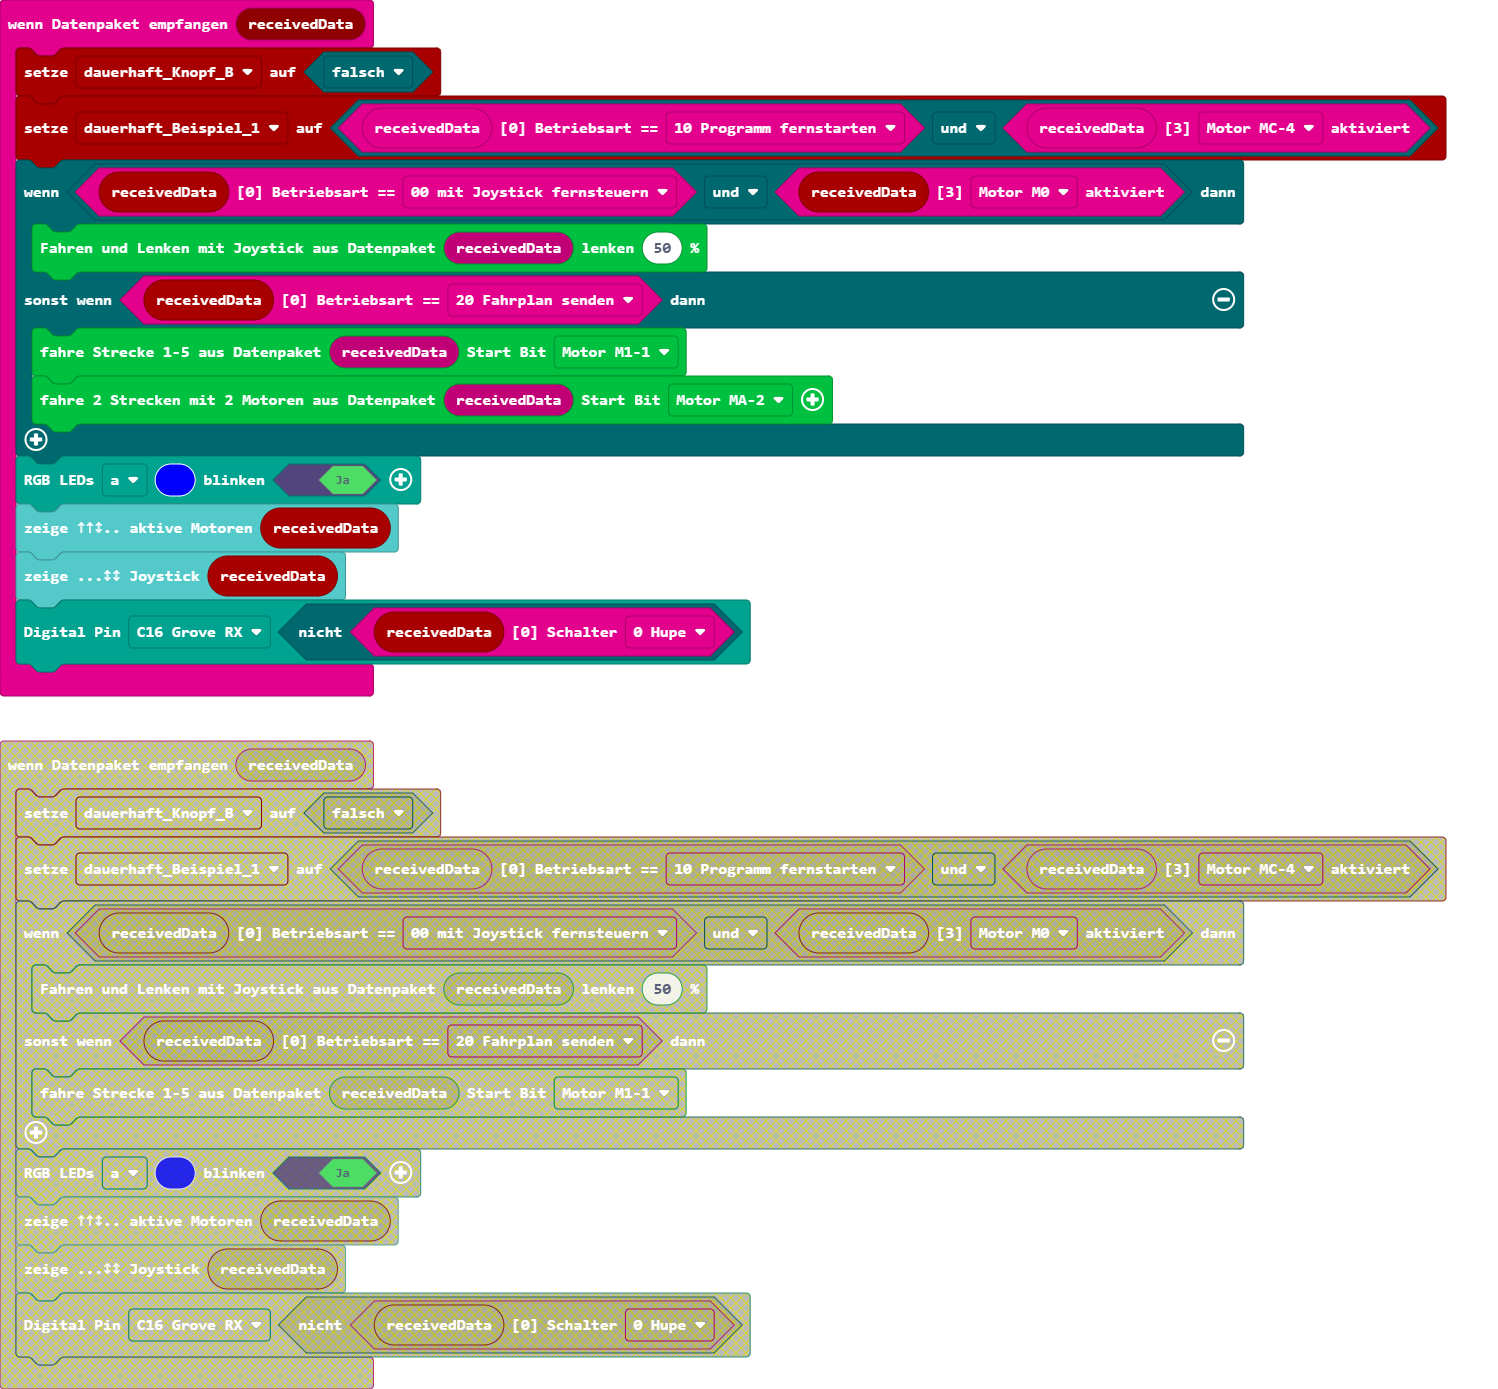 wenn Datenpaket empfangen receivedData
setze dauerhaft_Knopf_B auf falsch
setze dauerhaft_Beispiel_1 auf receivedData [0] Betriebsart == 10 Programm fernstarten und receivedData [3] Motor MC-4 aktiviert
wenn receivedData [0] Betriebsart == 00 mit Joystick fernsteuern und receivedData [3] Motor M0 aktiviert dann
Fahren und Lenken mit Joystick aus Datenpaket receivedData lenken 50 %
sonst wenn receivedData [0] Betriebsart == 20 Fahrplan senden dann
fahre Strecke 1-5 aus Datenpaket receivedData Start Bit Motor M1-1
fahre 2 Strecken mit 2 Motoren aus Datenpaket receivedData Start Bit Motor MA-2
RGB LEDs a blinken Ja
zeige ↑↑↕.. aktive Motoren receivedData
zeige ...↕↕ Joystick receivedData
Digital Pin C16 Grove RX nicht receivedData [0] Schalter 0 Hupe
wenn Datenpaket empfangen receivedData
setze dauerhaft_Knopf_B auf falsch
setze dauerhaft_Beispiel_1 auf receivedData [0] Betriebsart == 10 Programm fernstarten und receivedData [3] Motor MC-4 aktiviert
wenn receivedData [0] Betriebsart == 00 mit Joystick fernsteuern und receivedData [3] Motor M0 aktiviert dann
Fahren und Lenken mit Joystick aus Datenpaket receivedData lenken 50 %
sonst wenn receivedData [0] Betriebsart == 20 Fahrplan senden dann
fahre Strecke 1-5 aus Datenpaket receivedData Start Bit Motor M1-1
RGB LEDs a blinken Ja
zeige ↑↑↕.. aktive Motoren receivedData
zeige ...↕↕ Joystick receivedData
Digital Pin C16 Grove RX nicht receivedData [0] Schalter 0 Hupe